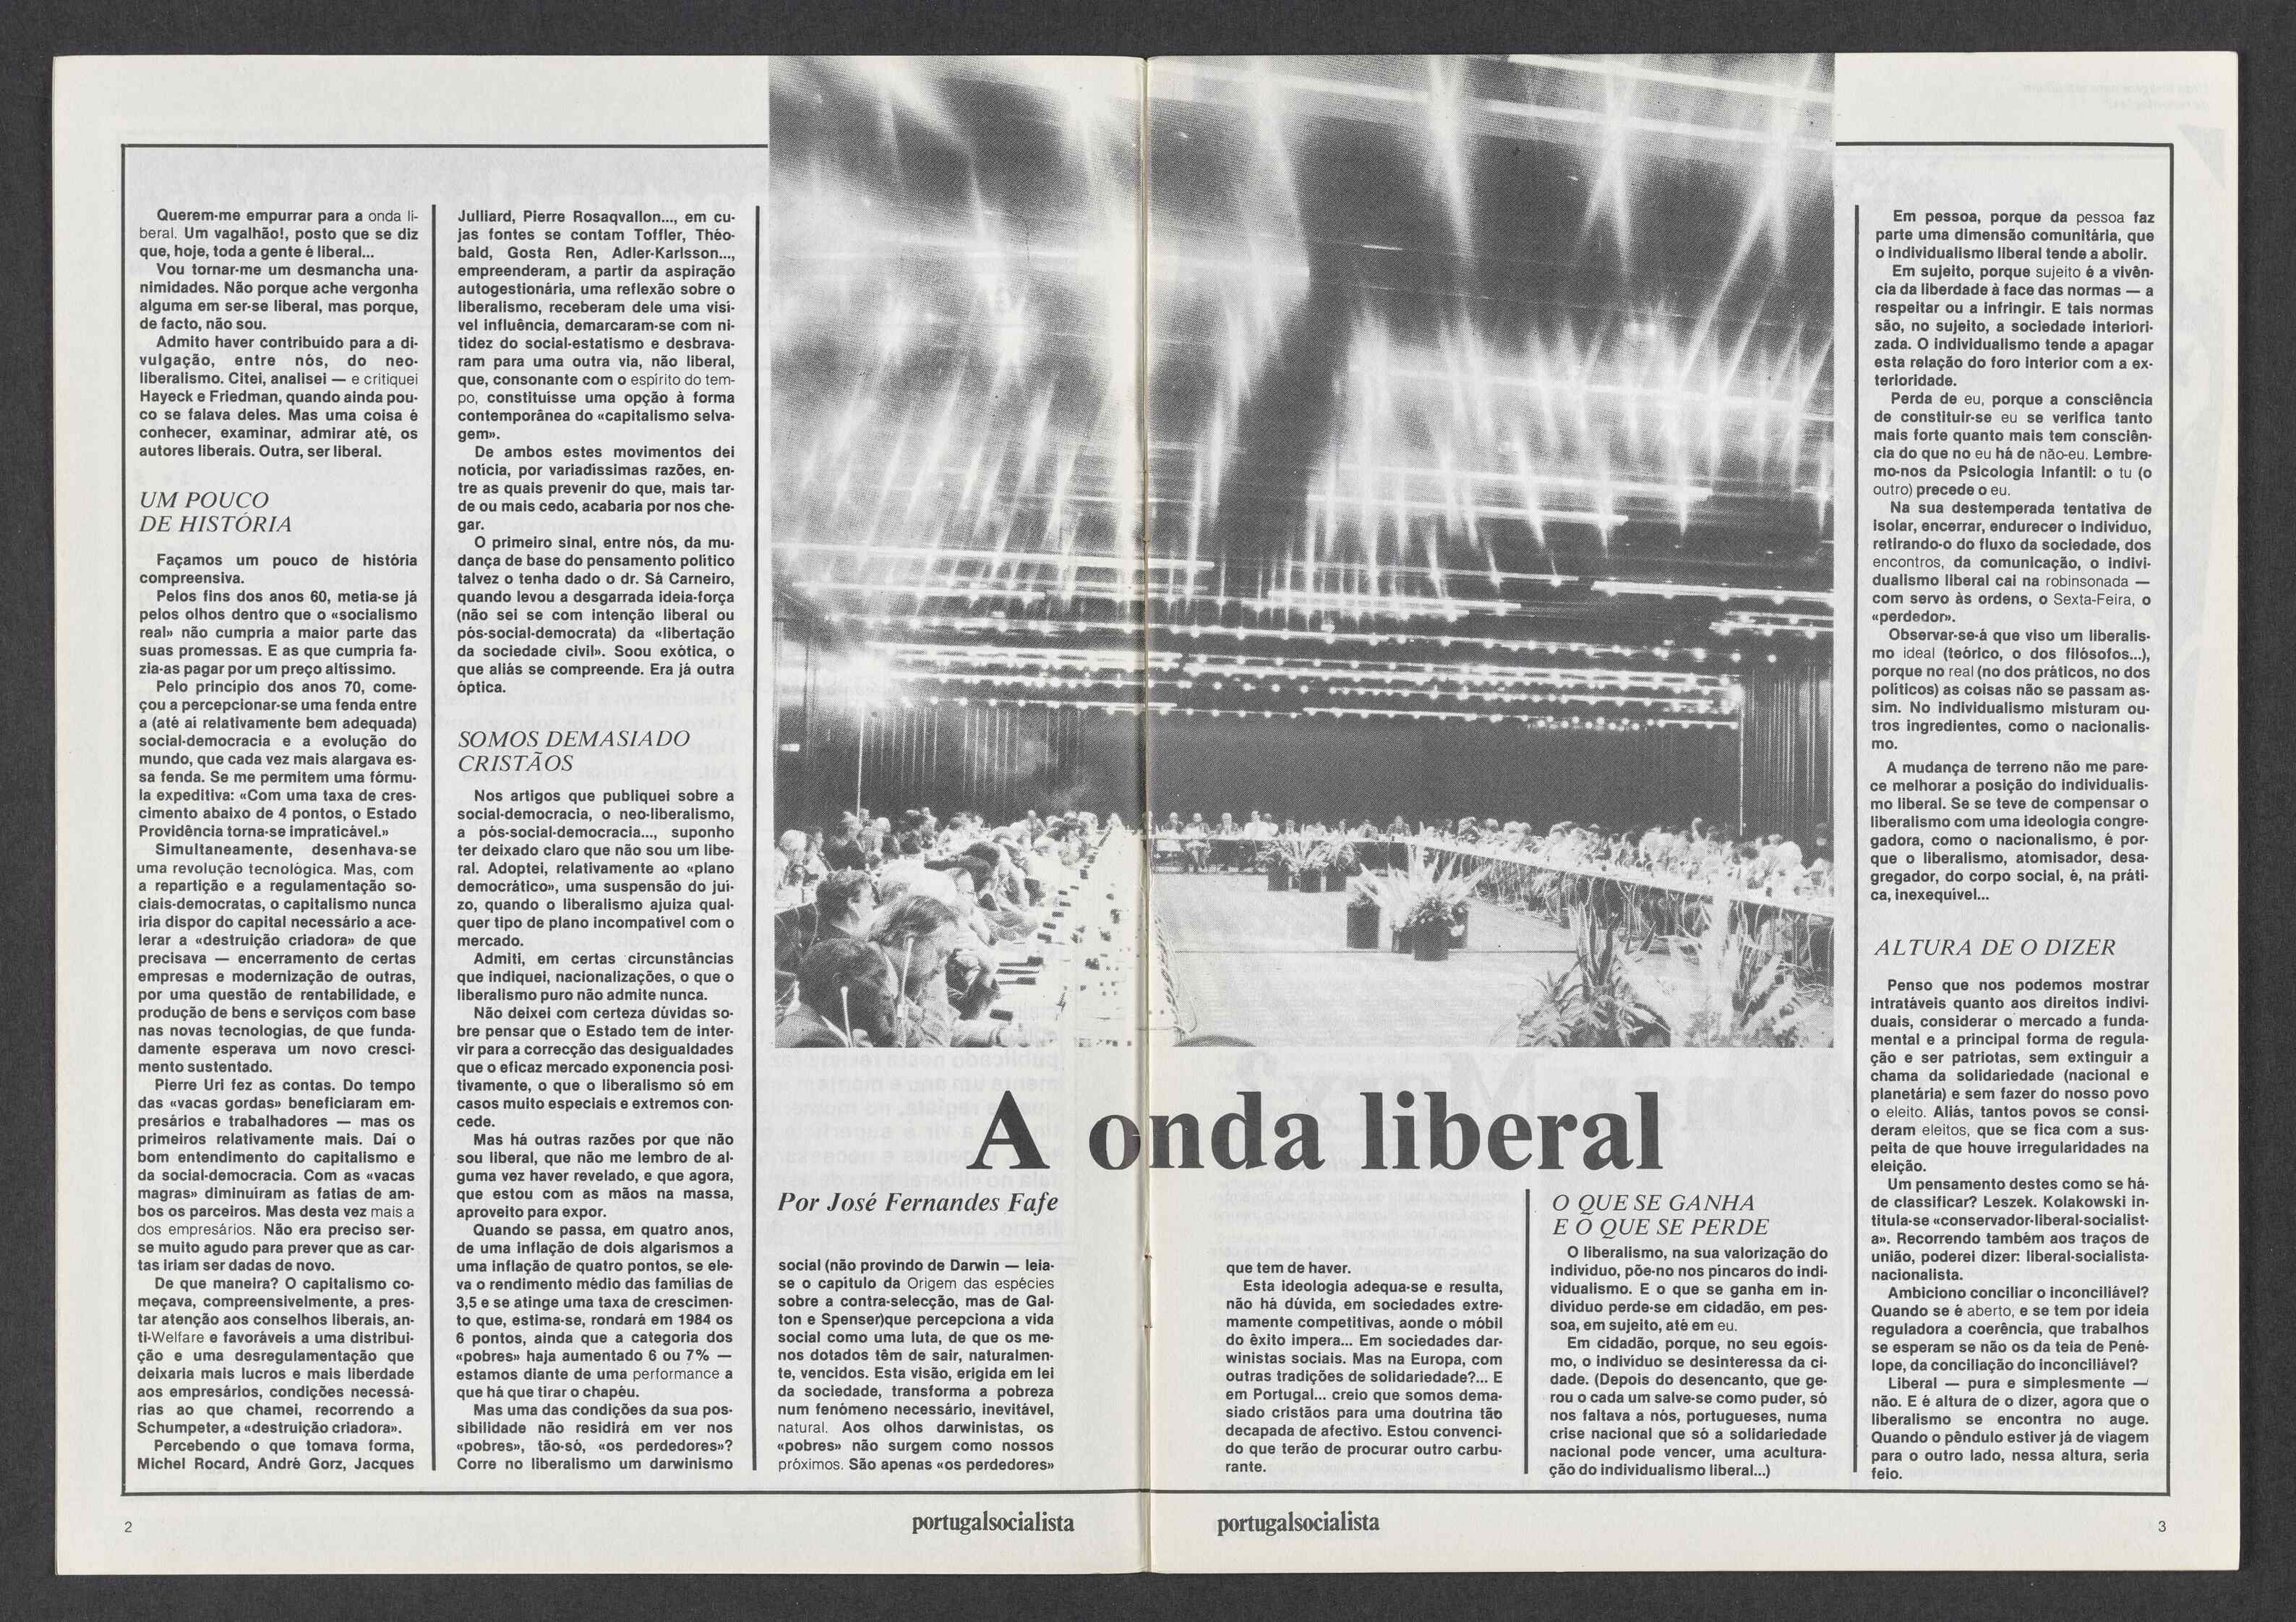 Querem-me empurrar para a onda li-
beral. Um vagalhão!, posto que se diz
que, hoje, toda a gente é liberal...
Vou tornar-me um desmancha una-
nimidades. Não porque ache vergonha
alguma em ser-se liberal, mas porque,
de facto, não sou.
Admito haver contribuído para a di-
vulgação, entre nós, do neo-
liberalismo. Citei, analisei — e critiquei
Hayeck e Friedman, quando ainda pou-
co se falava deles. Mas uma coisa é
conhecer, examinar, admirar até, os
autores liberais. Outra, ser liberal.
UM POUCO
DE HISTÓRIA
Façamos um pouco de história
compreensiva.
Pelos fins dos anos 60, metia-se já
pelos olhos dentro que o «socialismo
real» não cumpria a maior parte das
suas promessas. E as que cumpria fa-
zia-as pagar por um preço altíssimo.
Pelo princípio dos anos 70, come-
çou a percepcionar-se uma fenda entre
a (até aí relativamente bem adequada)
social-democracia e a evolução do
mundo, que cada vez mais alargava es-
sa fenda. Se me permitem uma fórmu-
la expeditiva: «Com uma taxa de cres-
cimento abaixo de 4 pontos, o Estado
Providência torna-se impraticável.»
Simultaneamente, desenhava-se
uma revolução tecnológica. Mas, com
a repartição e a regulamentação so-
ciais-democratas, o capitalismo nunca
iria dispor do capital necessário a ace-
lerar a «destruição criadora» de que
precisava — encerramento de certas
empresas e modernização de outras,
por uma questão de rentabilidade, e
produção de bens e serviços com base
nas novas tecnologias, de que funda-
damente esperava um novo cresci-
mento sustentado.
Pierre Uri fez as contas. Do tempo
das «vacas gordas» beneficiaram em-
presários e trabalhadores — mas os
primeiros relativamente mais. Daí o
bom entendimento do capitalismo e
da social-democracia. Com as «vacas
magras» diminuíram as fatias de am-
bos os parceiros. Mas desta vez mais a
dos empresários. Não era preciso ser-
se muito agudo para prever que as car-
tas iriam ser dadas de novo.
De que maneira? O capitalismo co-
meçava, compreensivelmente, a pres-
tar atenção aos conselhos liberais, an-
ti-Welfare e favoráveis a uma distribui-
ção e uma desregulamentação que
deixaria mais lucros e mais liberdade
aos empresários, condições necessá-
rias ao que chamei, recorrendo a
Schumpeter, a «destruição criadora».
Percebendo o que tomava forma,
Michel Rocard, André Gorz, Jacques
Julliard, Pierre Rosaqvallon..., em cu-
jas fontes se contam Toffler, Théo-
bald, Gosta Ren, Adler-Karlsson...,
empreenderam, a partir da aspiração
autogestionária, uma reflexão sobre o
liberalismo, receberam dele uma visí-
vel influência, demarcaram-se com ni-
tidez do social-estatismo e desbrava-
ram para uma outra via, não liberal,
que, consonante com o espírito do tem-
po, constituísse uma opção à forma
contemporânea do «capitalismo selva-
gem».
De ambos estes movimentos dei
notícia, por variadíssimas razões, en-
tre as quais prevenir do que, mais tar-
de ou mais cedo, acabaria por nos che-
gar.
O primeiro sinal, entre nós, da mu-
dança de base do pensamento político
talvez o tenha dado o dr. Sá Carneiro,
quando levou a desgarrada ideia-força
(não sei se com intenção liberal ou
pós-social-democrata) da «libertação
da sociedade civil». Soou exótica, o
que aliás se compreende. Era já outra
óptica.
SOMOS DEMASIADO
CRISTÃOS
Nos artigos que publiquei sobre a
social-democracia, o neo-liberalismo,
a pós-social-democracia..., suponho
ter deixado claro que não sou um libe-
ral. Adoptei, relativamente ao «plano
democrático», uma suspensão do juí-
zo, quando o liberalismo ajuíza qual-
quer tipo de plano incompatível com o
mercado.
Admiti, em certas circunstâncias
que indiquei, nacionalizações, o que o
liberalismo puro não admite nunca.
Não deixei com certeza dúvidas so-
bre pensar que o Estado tem de inter-
vir para a correcção das desigualdades
que o eficaz mercado exponencia posi-
tivamente, o que o liberalismo só em
casos muito especiais e extremos con-
cede.
Mas há outras razões por que não
sou liberal, que não me lembro de al-
guma vez haver revelado, e que agora,
que estou com as mãos na massa,
aproveito para expor.
Quando se passa, em quatro anos,
de uma inflação de dois algarismos a
uma inflação de quatro pontos, se ele-
va o rendimento médio das famílias de
3,5 e se atinge uma taxa de crescimen-
to que, estima-se, rondará em 1984 os
6 pontos, ainda que a categoria dos
«pobres» haja aumentado 6 ou 7% —
estamos diante de uma performance a
que há que tirar o chapéu.
Mas uma das condições da sua pos-
sibilidade não residirá em ver nos
«pobres», tão-só, «os perdedores»?
Corre no liberalismo um darwinismo
A onda liberal
Por José Fernandes Fafe
social (não provindo de Darwin — leia-
se o capítulo da Origem das espécies
sobre a contra-selecção, mas de Gal-
ton e Spenser)que percepciona a vida
social como uma luta, de que os me-
nos dotados têm de sair, naturalmen-
te, vencidos. Esta visão, erigida em lei
da sociedade, transforma a pobreza
num fenómeno necessário, inevitável,
natural. Aos olhos darwinistas, os
«pobres» não surgem como nossos
próximos. São apenas «os perdedores»
que tem de haver.
Esta ideologia adequa-se e resulta,
não há dúvida, em sociedades extre-
mamente competitivas, aonde o móbil
do êxito impera... Em sociedades dar-
winistas sociais. Mas na Europa, com
outras tradições de solidariedade?... E
em Portugal... creio que somos dema-
siado cristãos para uma doutrina tão
decapada de afectivo. Estou convenci-
do que terão de procurar outro carbu-
rante.
O QUE SE GANHA
E O QUE SE PERDE
O liberalismo, na sua valorização do
indivíduo, põe-no nos píncaros do indi-
vidualismo. E o que se ganha em in-
divíduo perde-se em cidadão, em pes-
soa, em sujeito, até em eu.
Em cidadão, porque, no seu egoís-
mo, o indivíduo se desinteressa da ci-
dade. (Depois do desencanto, que ge-
rou o cada um salve-se como puder, só
nos faltava a nós, portugueses, numa
crise nacional que só a solidariedade
nacional pode vencer, uma acultura-
ção do individualismo liberal...)
Em pessoa, porque da pessoa faz
parte uma dimensão comunitária, que
o individualismo liberal tende a abolir.
Em sujeito, porque sujeito é a vivên-
cia da liberdade à face das normas — a
respeitar ou a infringir. E tais normas
são, no sujeito, a sociedade interiori-
zada. O individualismo tende a apagar
esta relação do foro interior com a ex-
terioridade.
Perda de eu, porque a consciência
de constituir-se eu se verifica tanto
mais forte quanto mais tem consciên-
cia do que no eu há de não-eu. Lembre-
mo-nos da Psicologia Infantil: o tu (o
outro) precede o eu.
Na sua destemperada tentativa de
isolar, encerrar, endurecer o indivíduo,
retirando-o do fluxo da sociedade, dos
encontros, da comunicação, o indivi-
dualismo liberal cai na robinsonada —
com servo às ordens, o Sexta-Feira, o
«perdedor».
Observar-se-á que viso um liberalis-
mo ideal (teórico, o dos filósofos...),
porque no real (no dos práticos, no dos
políticos) as coisas não se passam as-
sim. No individualismo misturam ou-
tros ingredientes, como o nacionalis-
mo.
A mudança de terreno não me pare-
ce melhorar a posição do individualis-
mo liberal. Se se teve de compensar o
liberalismo com uma ideologia congre-
gadora, como o nacionalismo, é por-
que o liberalismo, atomisador, desa-
gregador, do corpo social, é, na práti-
ca, inexequível...
ALTURA DE O DIZER
Penso que nos podemos mostrar
intratáveis quanto aos direitos indivi-
duais, considerar o mercado a funda-
mental e a principal forma de regula-
ção e ser patriotas, sem extinguir a
chama da solidariedade (nacional e
planetária) e sem fazer do nosso povo
o eleito. Aliás, tantos povos se consi-
deram eleitos, que se fica com a sus-
peita de que houve irregularidades na
eleição.
Um pensamento destes como se há-
de classificar? Leszek. Kolakowski in-
titula-se «conservador-liberal-socialist-
a». Recorrendo também aos traços de
união, poderei dizer: liberal-socialista-
nacionalista.
Ambiciono conciliar o inconciliável?
Quando se é aberto, e se tem por ideia
reguladora a coerência, que trabalhos
se esperam se não os da teia de Pené-
lope, da conciliação do inconciliável?
Liberal — pura e simplesmente —
não. E é altura de o dizer, agora que o
liberalismo se encontra no auge.
Quando o pêndulo estiver já de viagem
para o outro lado, nessa altura, seria
feio.
2
portugalsocialista
portugalsocialista
3